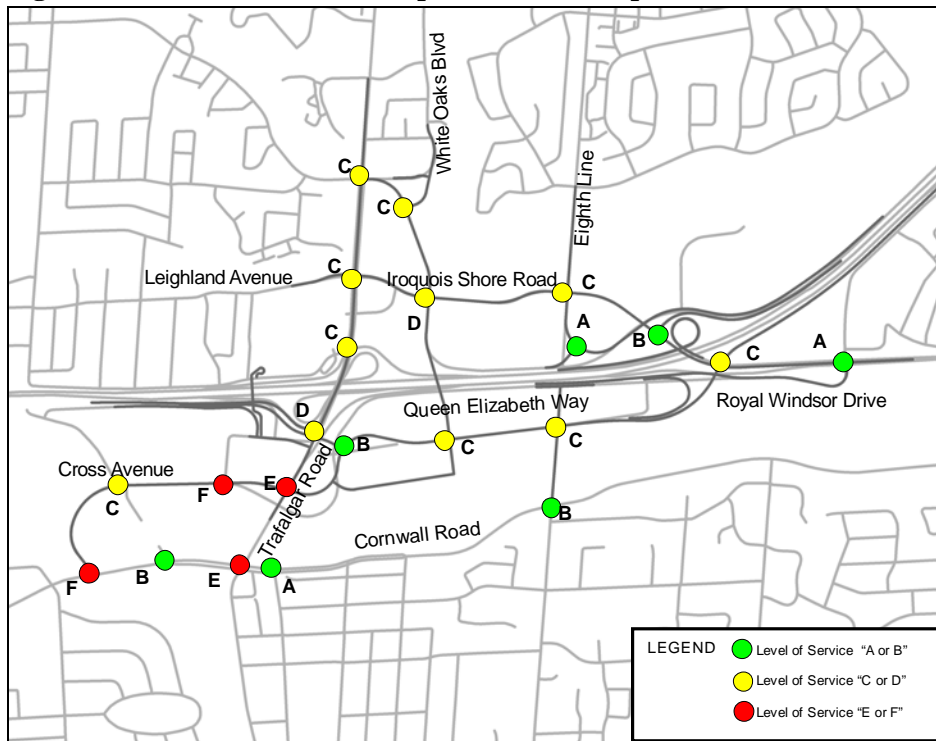 White Oaks Blvd
Eighth Line
C
C
Leighland Avenue
C
Iroquois Shore Road
C
D
C
A
B
C
A
D
Queen Elizabeth Way
Royal Windsor Drive
B
C
C
Cross Avenue
C
F
E
Trafalgar Road
B
Cornwall Road
F
B
E
A
LEGEND
Level of Service "A or B"
Level of Service "C or D"
Level of Service "E or F"